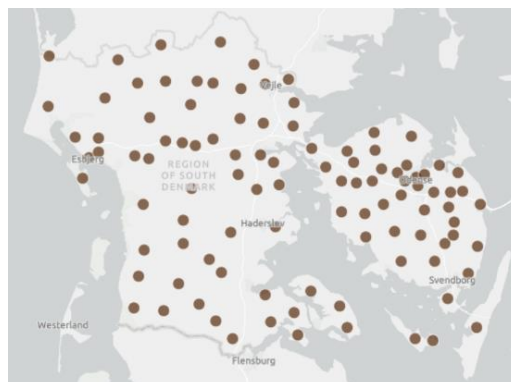 Esbjerg
REGION
OF SOUTH
DENMARK
Haderslev
Svendborg
Westerland
Flensburg